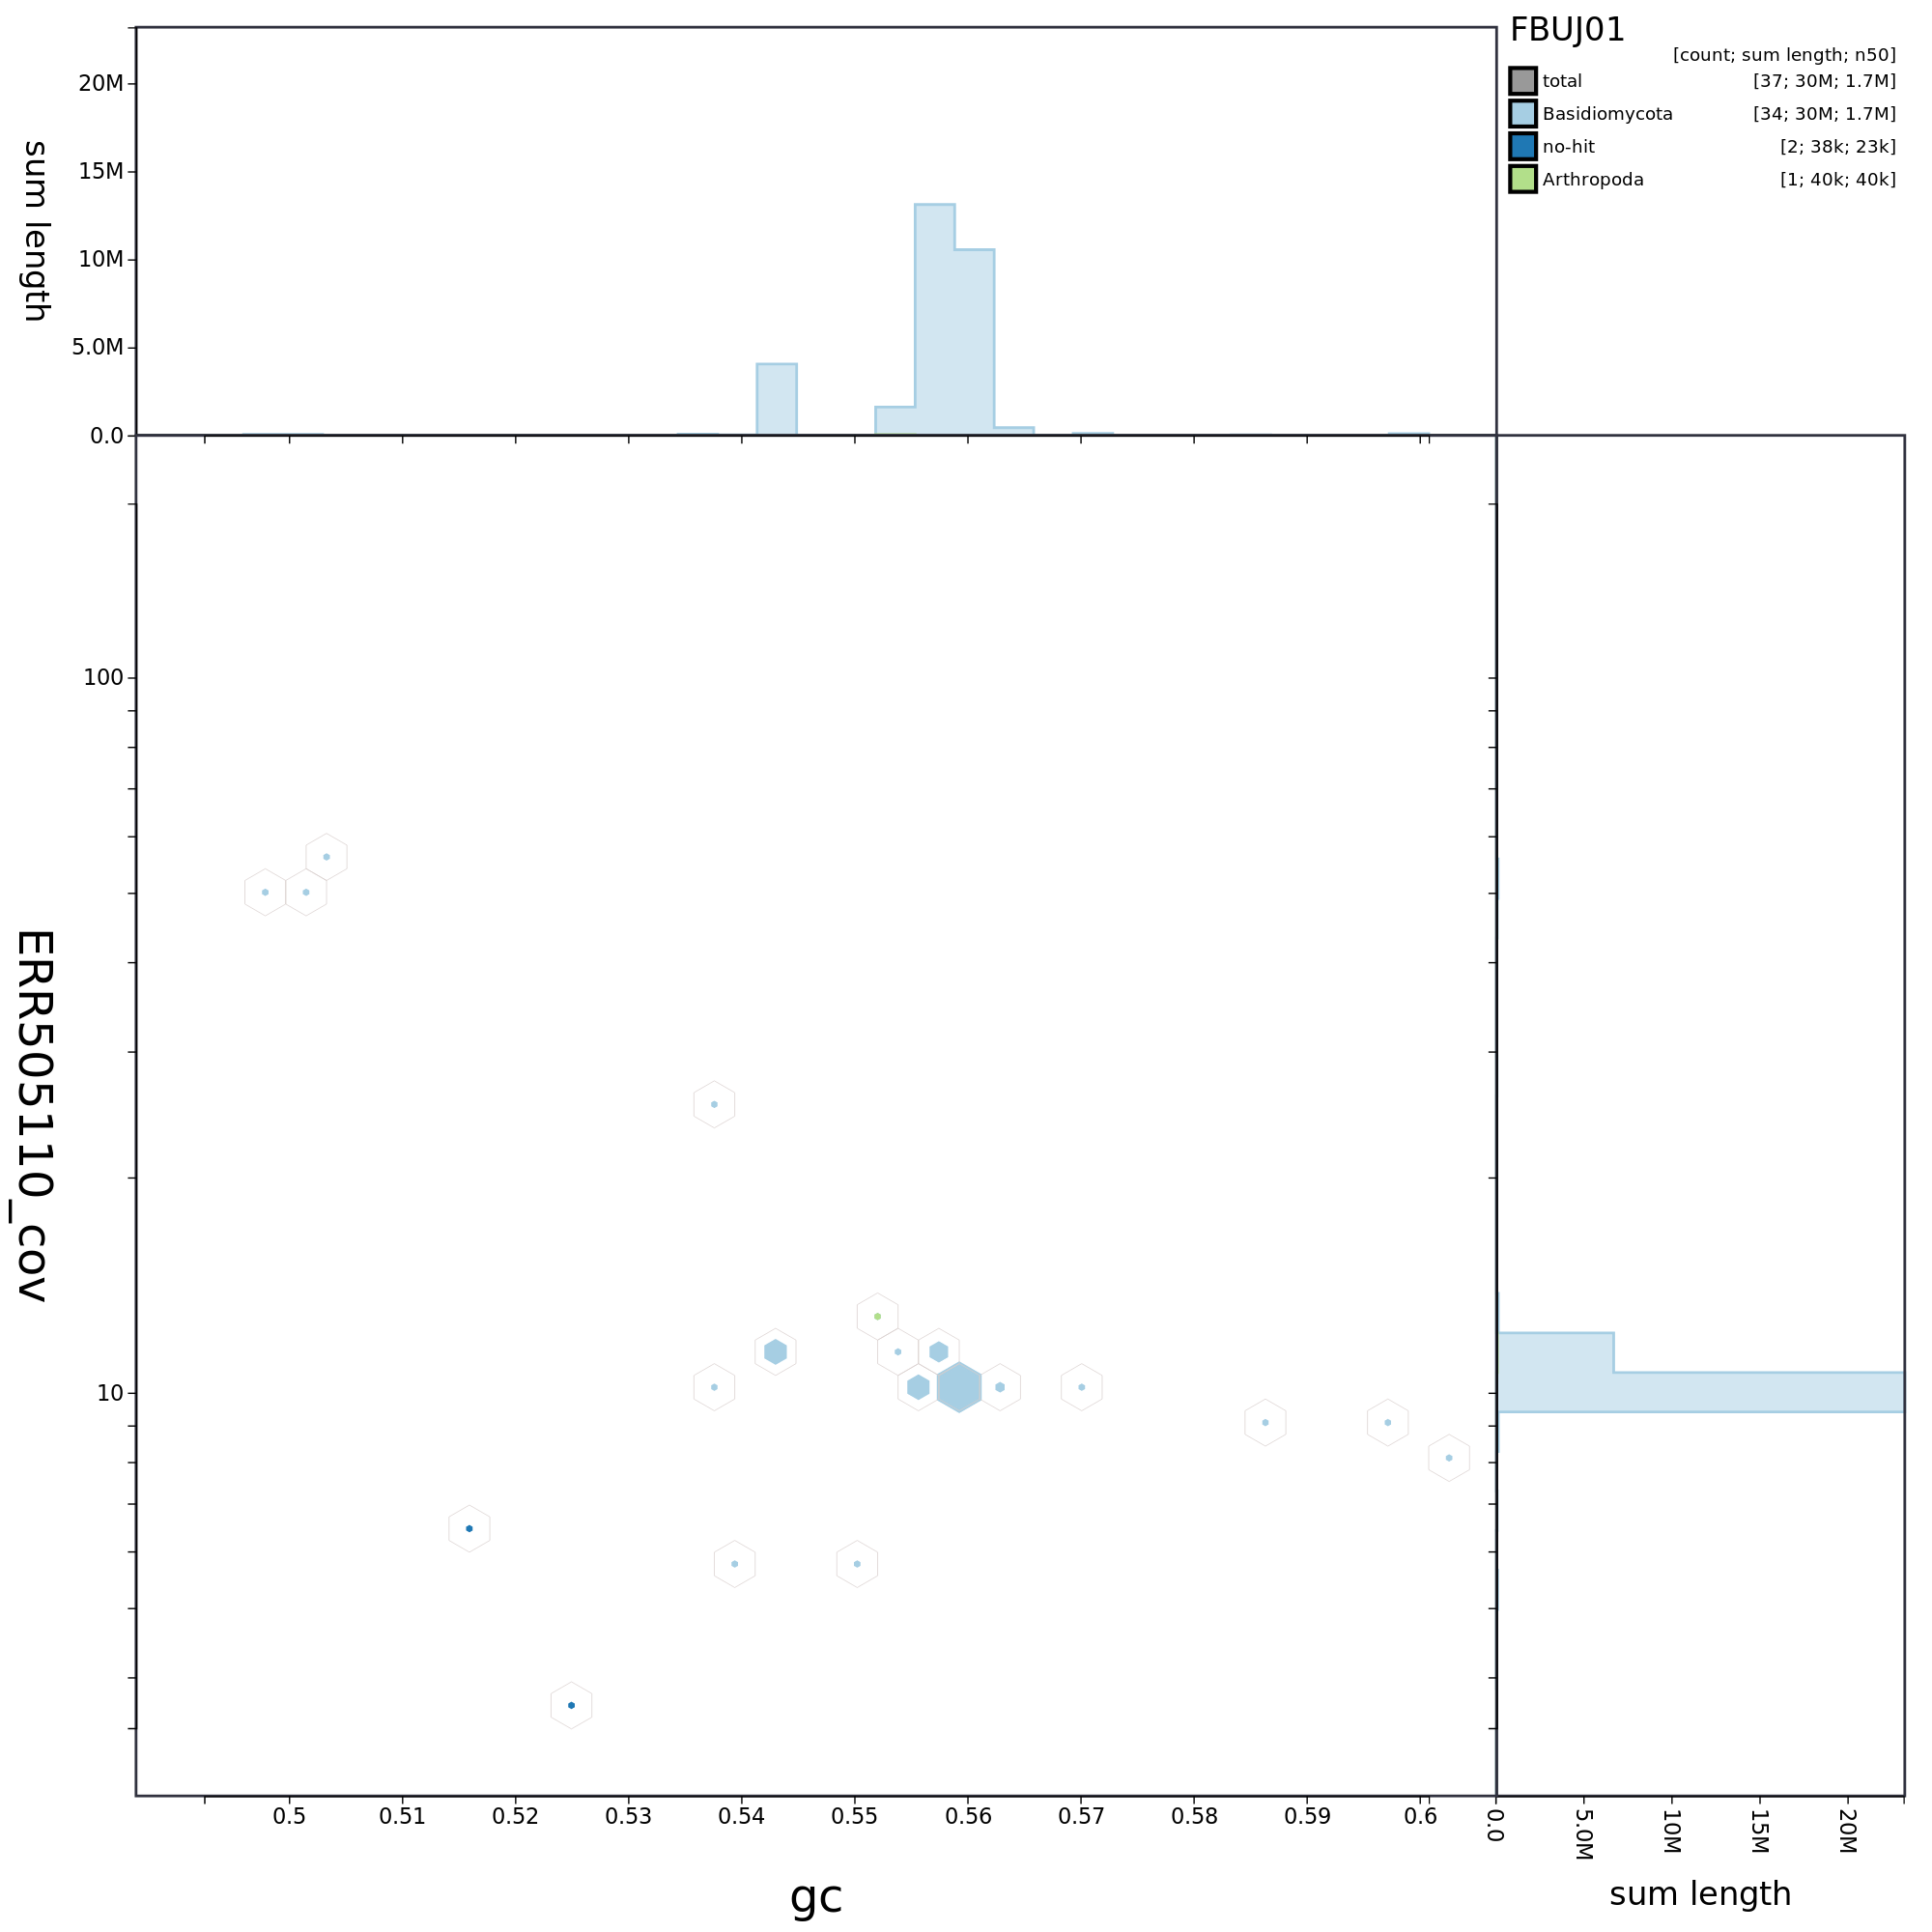 FBUJ01
[count; sum length; n50]
total [37; 30M; 1.7M]
Basidiomycota [34; 30M; 1.7M]
no-hit [2; 38k; 23k]
Arthropoda [1; 40k; 40k]
sum length
20M
15M
10M
5.0M
0.0
ERR505110_cov
100
10
0.5 0.51 0.52 0.53 0.54 0.55 0.56 0.57 0.58 0.59 0.6
gc
0.0 5.0M 10M 15M 20M
sum length